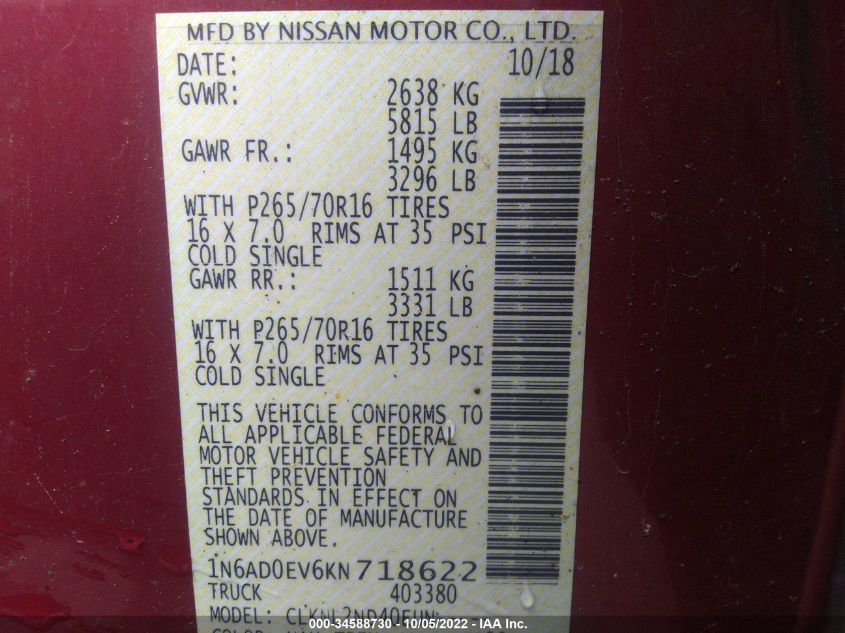 MFD BY NISSAN MOTOR CO., LTD.
DATE: 10/18
GVWR: 2638 KG
5815 LB
GAWR FR.: 1495 KG
3296 LB
WITH P265/70R16 TIRES
16 X 7.0 RIMS AT 35 PSI
COLD SINGLE
GAWR RR.: 1511 KG
3331 LB
WITH P265/70R16 TIRES
16 X 7.0 RIMS AT 35 PSI
COLD SINGLE
THIS VEHICLE CONFORMS TO
ALL APPLICABLE FEDERAL
MOTOR VEHICLE SAFETY AND
THEFT PREVENTION
STANDARDS IN EFFECT ON
THE DATE OF MANUFACTURE
SHOWN ABOVE.
1N6AD0EV6KN718622
TRUCK 403380
MODEL:
000- 34588730 - 10/05/2022 - IAA Inc.